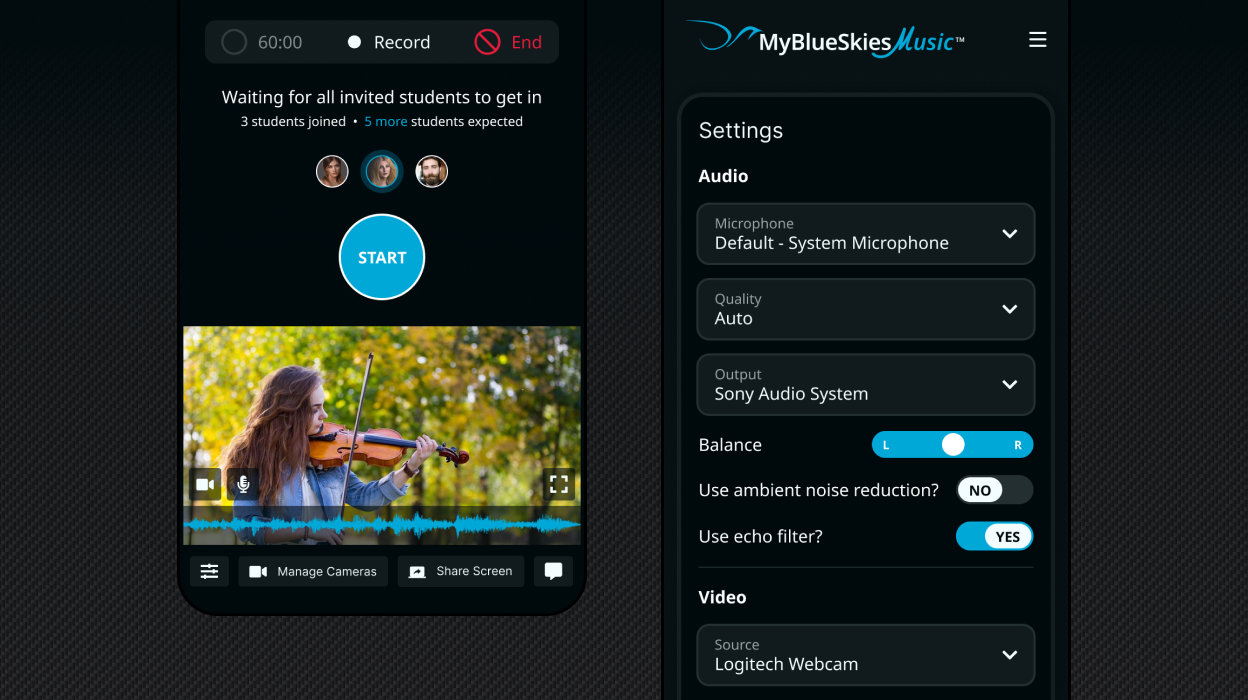 60:00 Record End
Waiting for all invited students to get in
3 students joined • 5 more students expected
START
Manage Cameras Share Screen
MyBlueSkiesMusic™
Settings
Audio
Microphone
Default - System Microphone
Quality
Auto
Output
Sony Audio System
Balance L R
Use ambient noise reduction? NO
Use echo filter? YES
Video
Source
Logitech Webcam